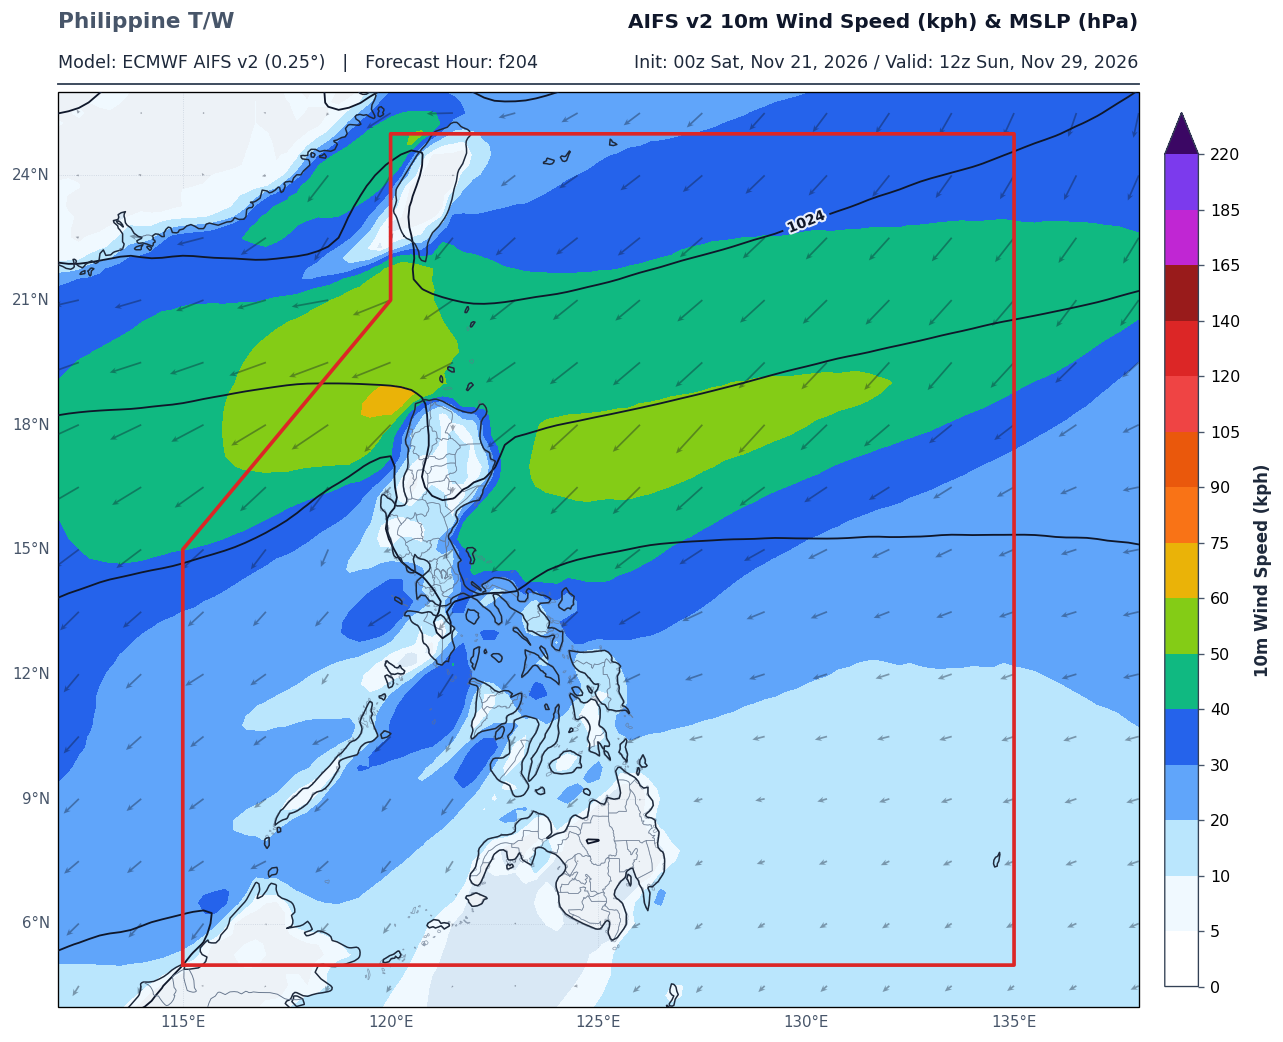 Philippine T/W
AIFS v2 10m Wind Speed (kph) & MSLP (hPa)
Model: ECMWF AIFS v2 (0.25°)   |   Forecast Hour: f204
Init: 00z Sat, Nov 21, 2026 / Valid: 12z Sun, Nov 29, 2026
24°N
21°N
18°N
15°N
12°N
9°N
6°N
1024
115°E
120°E
125°E
130°E
135°E
220
185
165
140
120
105
90
75
60
50
40
30
20
10
5
0
10m Wind Speed (kph)